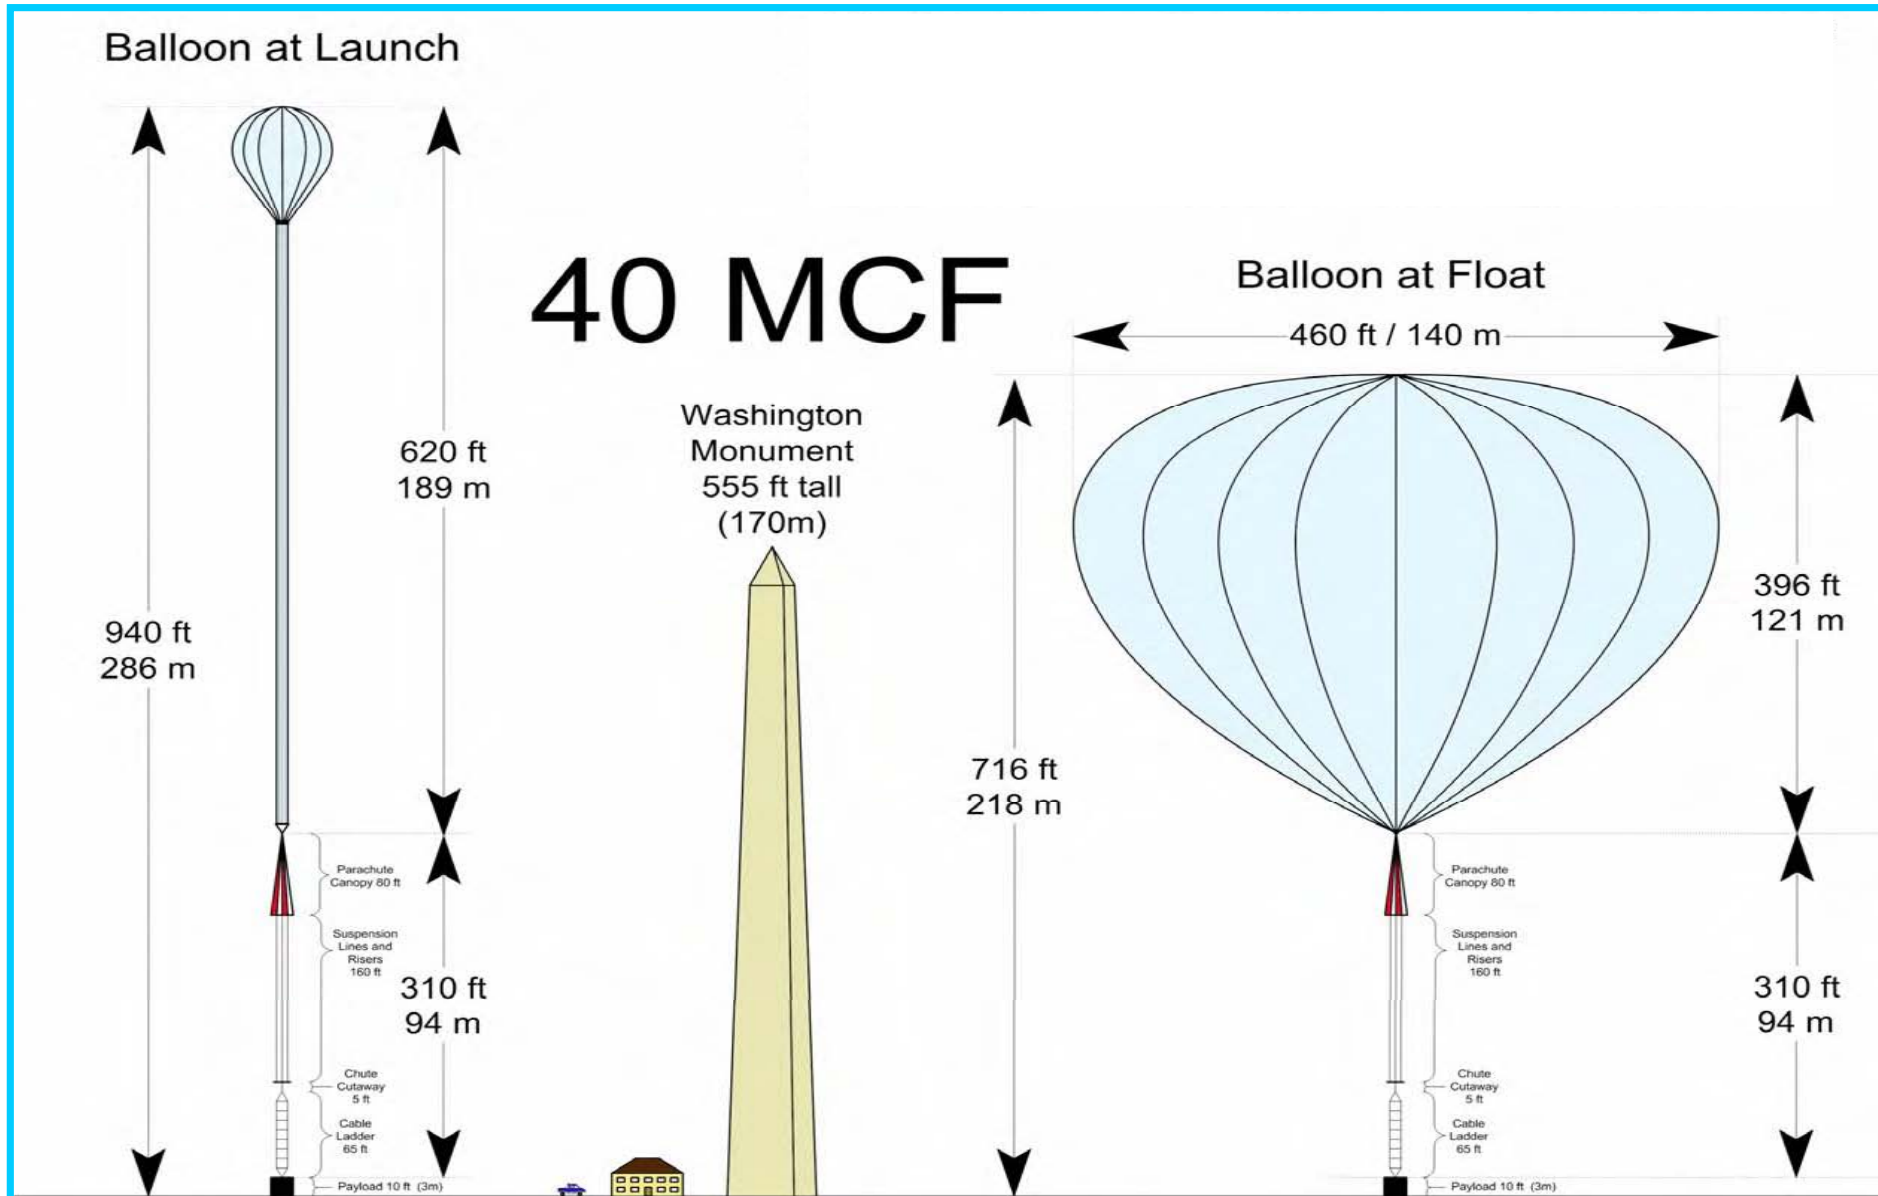 Balloon at Launch
940 ft
286 m
620 ft
189 m
Parachute
Canopy 80 ft
Suspension
Lines and
Risers
160 ft
310 ft
94 m
Chute
Cutaway
5 ft
Cable
Ladder
65 ft
Payload 10 ft (3m)
40 MCF
Washington
Monument
555 ft tall
(170m)
Balloon at Float
460 ft / 140 m
716 ft
218 m
396 ft
121 m
Parachute
Canopy 80 ft
Suspension
Lines and
Risers
160 ft
310 ft
94 m
Chute
Cutaway
5 ft
Cable
Ladder
65 ft
Payload 10 ft (3m)